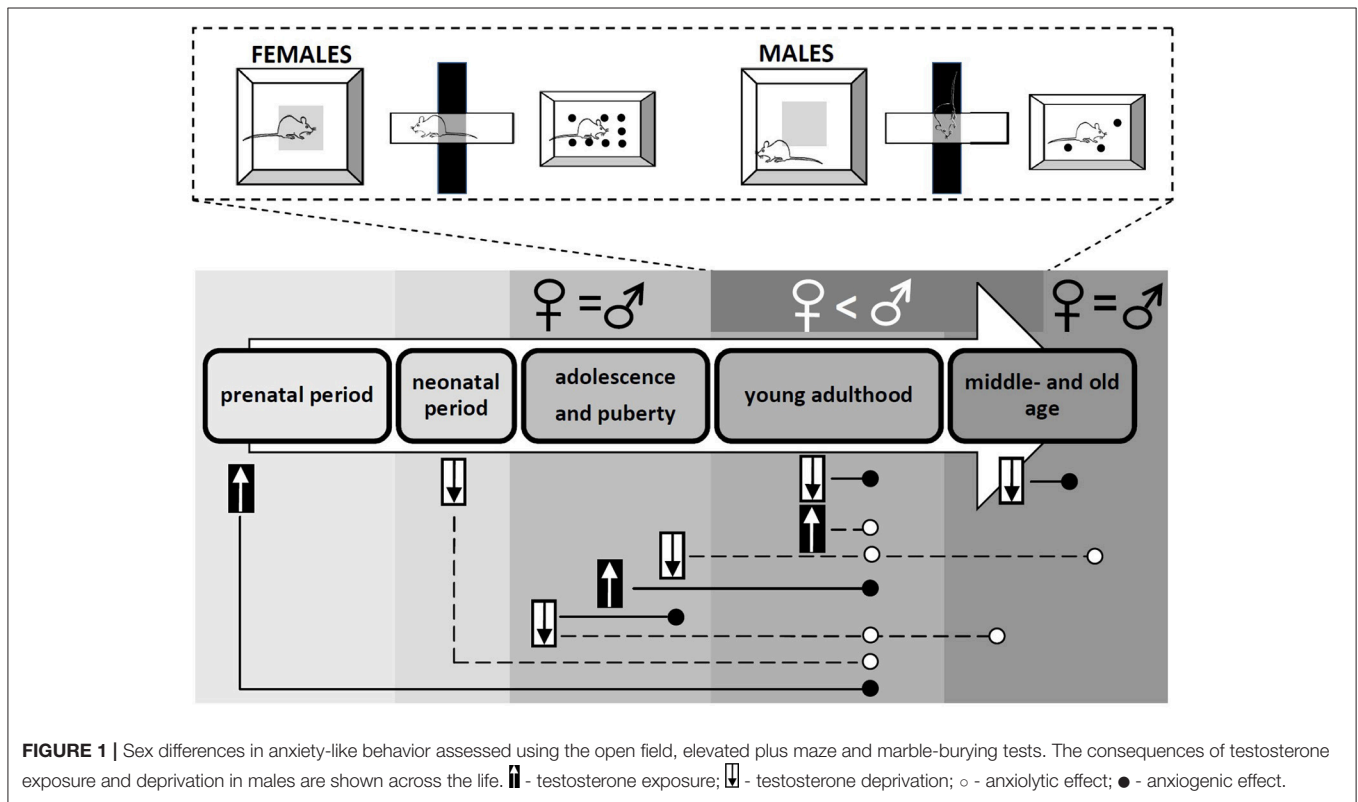 FEMALES
MALES
♀ = ♂
♀ < ♂
♀ = ♂
prenatal period
neonatal
period
adolescence
and puberty
young adulthood
middle- and old
age
FIGURE 1 | Sex differences in anxiety-like behavior assessed using the open field, elevated plus maze and marble-burying tests. The consequences of testosterone
exposure and deprivation in males are shown across the life. ⬆ - testosterone exposure; ⇩ - testosterone deprivation; ○ - anxiolytic effect; ● - anxiogenic effect.